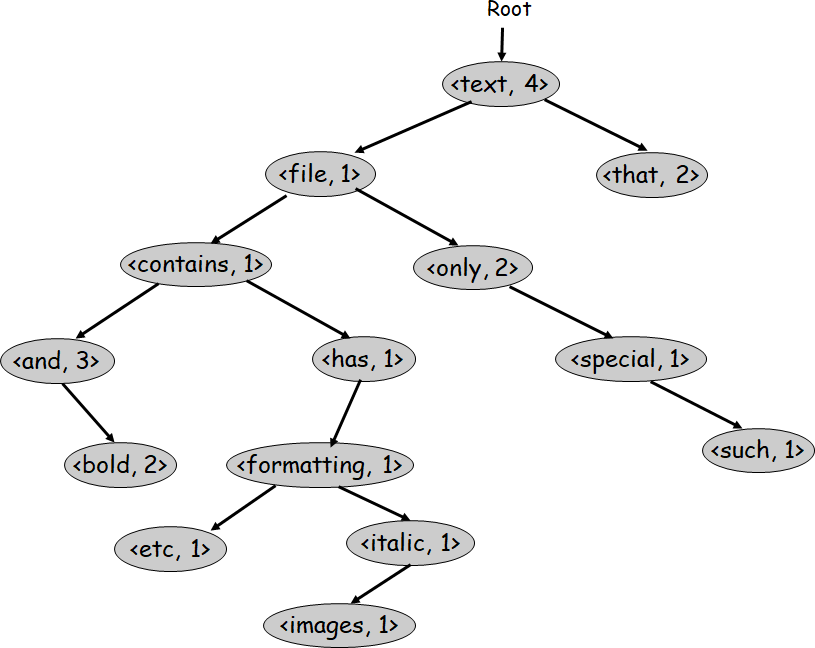 Root
<text, 4>
<file, 1>
<that, 2>
<contains, 1>
<only, 2>
<and, 3>
<has, 1>
<special, 1>
<bold, 2>
<formatting, 1>
<such, 1>
<etc, 1>
<italic, 1>
<images, 1>